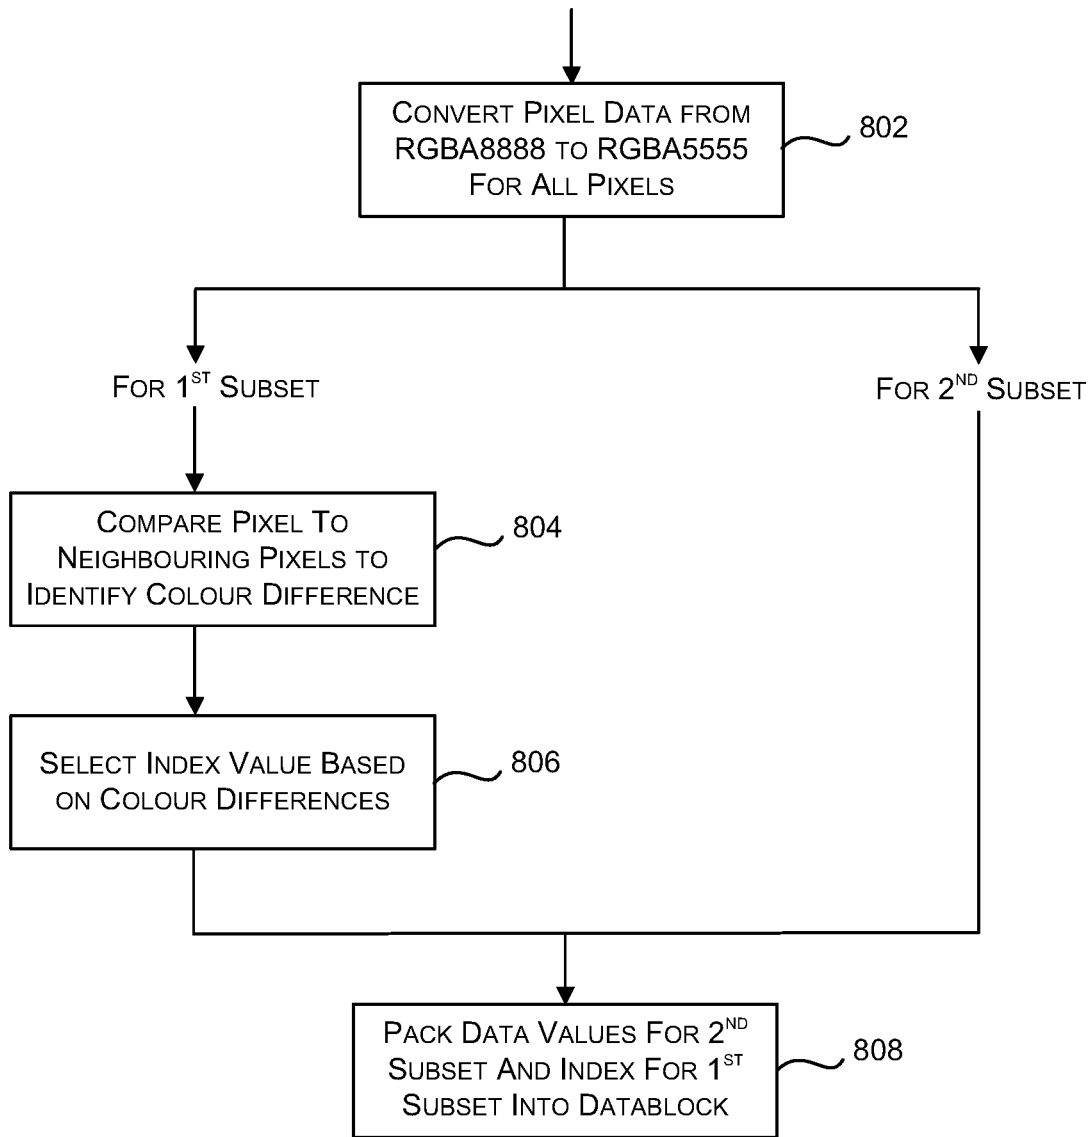 CONVERT PIXEL DATA FROM
RGBA8888 TO RGBA5555
FOR ALL PIXELS
802
FOR 1ST SUBSET
FOR 2ND SUBSET
COMPARE PIXEL TO
NEIGHBOURING PIXELS TO
IDENTIFY COLOUR DIFFERENCE
804
SELECT INDEX VALUE BASED
ON COLOUR DIFFERENCES
806
PACK DATA VALUES FOR 2ND
SUBSET AND INDEX FOR 1ST
SUBSET INTO DATABLOCK
808